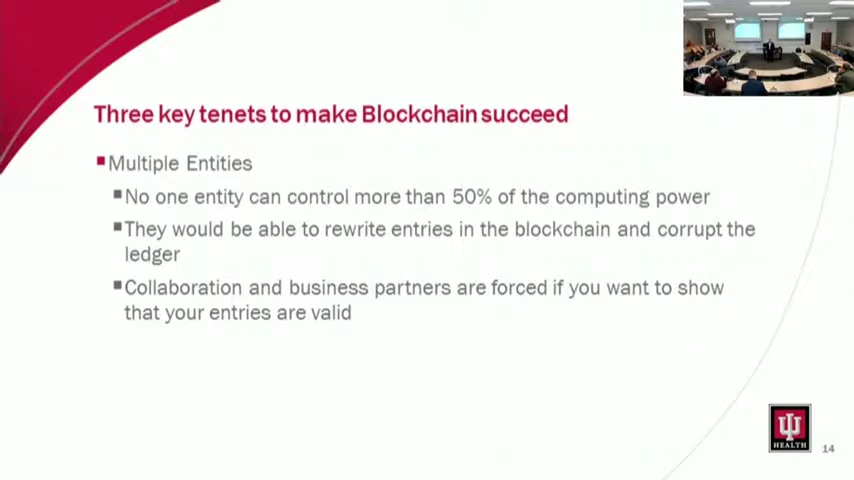 Three key tenets to make Blockchain succeed
Multiple Entities
No one entity can control more than 50% of the computing power
They would be able to rewrite entries in the blockchain and corrupt the
ledger
Collaboration and business partners are forced if you want to show
that your entries are valid
HEALTH
14